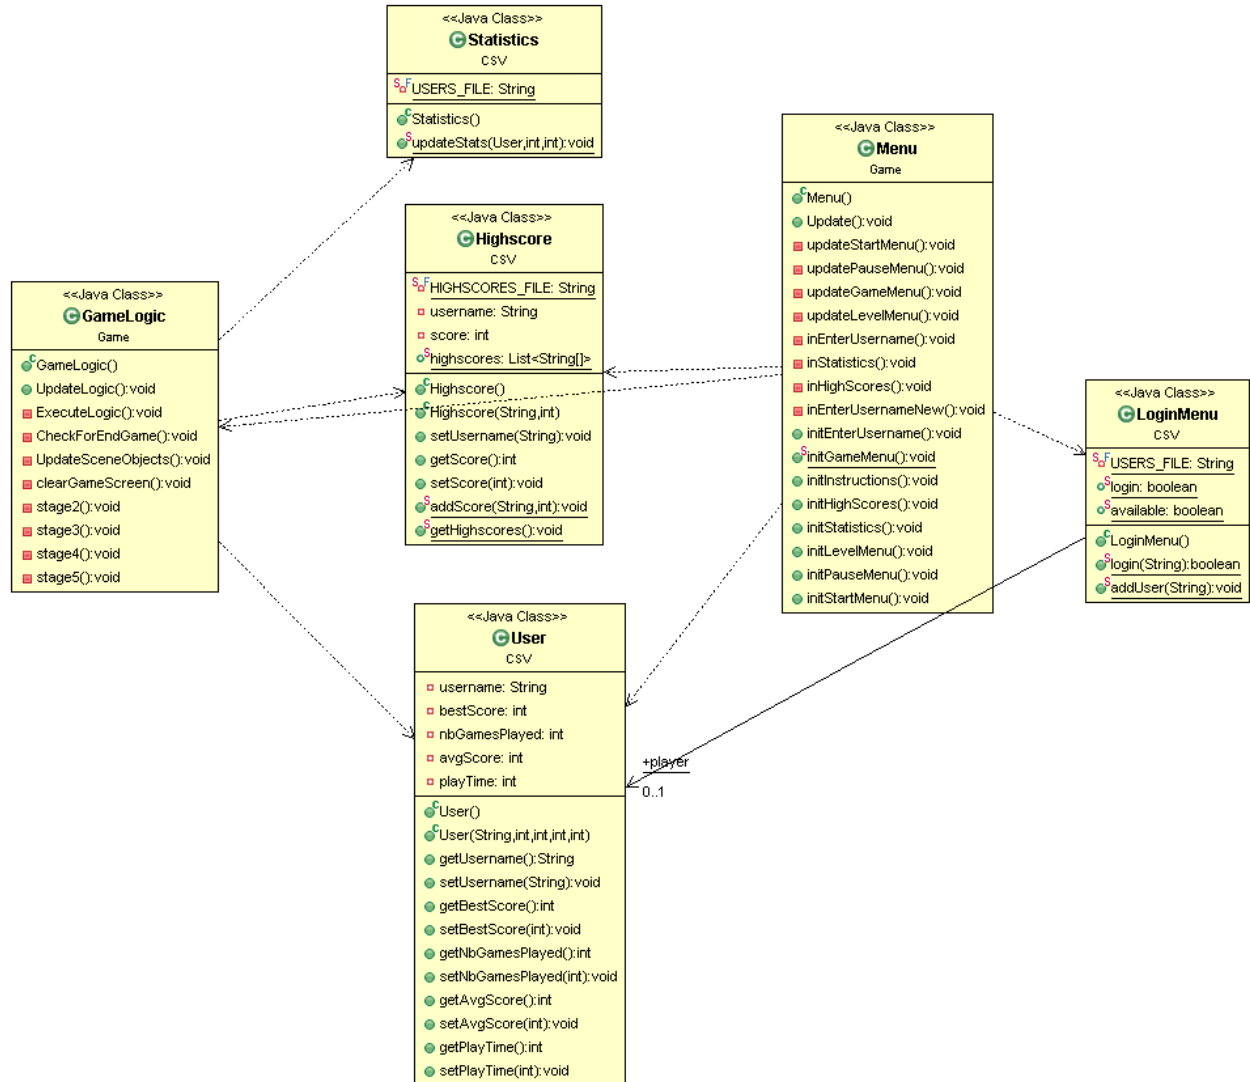 <<Java Class>>
Statistics
CSV
USERS_FILE: String
Statistics()
updateStats(User,int,int):void
<<Java Class>>
Highscore
CSV
HIGHSCORES_FILE: String
username: String
score: int
highscores: List<String[]>
Highscore()
Highscore(String,int)
setUsername(String):void
getScore():int
setScore(int):void
addScore(String,int):void
getHighscores():void
<<Java Class>>
GameLogic
Game
GameLogic()
UpdateLogic():void
ExecuteLogic():void
CheckForEndGame():void
UpdateSceneObjects():void
clearGameScreen():void
stage2():void
stage3():void
stage4():void
stage5():void
<<Java Class>>
Menu
Game
Menu()
Update():void
updateStartMenu():void
updatePauseMenu():void
updateGameMenu():void
updateLevelMenu():void
inEnterUsername():void
inStatistics():void
inHighScores():void
inEnterUsernameNew():void
initEnterUsername():void
initGameMenu():void
initInstructions():void
initHighScores():void
initStatistics():void
initLevelMenu():void
initPauseMenu():void
initStartMenu():void
<<Java Class>>
LoginMenu
CSV
USERS_FILE: String
login: boolean
available: boolean
LoginMenu()
login(String):boolean
addUser(String):void
<<Java Class>>
User
CSV
username: String
bestScore: int
nbGamesPlayed: int
avgScore: int
playTime: int
User()
User(String,int,int,int,int)
getUsername():String
setUsername(String):void
getBestScore():int
setBestScore(int):void
getNbGamesPlayed():int
setNbGamesPlayed(int):void
getAvgScore():int
setAvgScore(int):void
getPlayTime():int
setPlayTime(int):void
+player
0..1